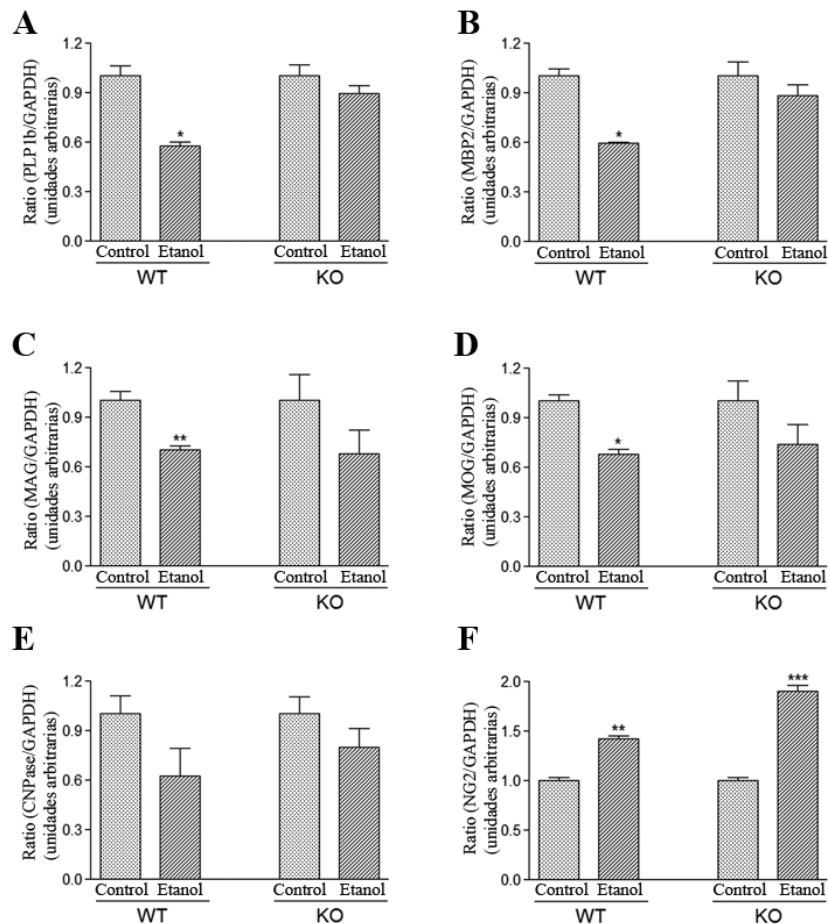 A
Ratio (PLP1b/GAPDH)
(unidades arbitrarias)
1.2
0.9
0.6
0.3
0.0
*
Control Etanol Control Etanol
WT KO
B
Ratio (MBP2/GAPDH)
(unidades arbitrarias)
1.2
0.9
0.6
0.3
0.0
*
Control Etanol Control Etanol
WT KO
C
Ratio (MAG/GAPDH)
(unidades arbitrarias)
1.2
0.9
0.6
0.3
0.0
**
Control Etanol Control Etanol
WT KO
D
Ratio (MOG/GAPDH)
(unidades arbitrarias)
1.2
0.9
0.6
0.3
0.0
*
Control Etanol Control Etanol
WT KO
E
Ratio (CNPase/GAPDH)
(unidades arbitrarias)
1.2
0.9
0.6
0.3
0.0
Control Etanol Control Etanol
WT KO
F
Ratio (NG2/GAPDH)
(unidades arbitrarias)
2.0
1.5
1.0
0.5
0.0
**
***
Control Etanol Control Etanol
WT KO